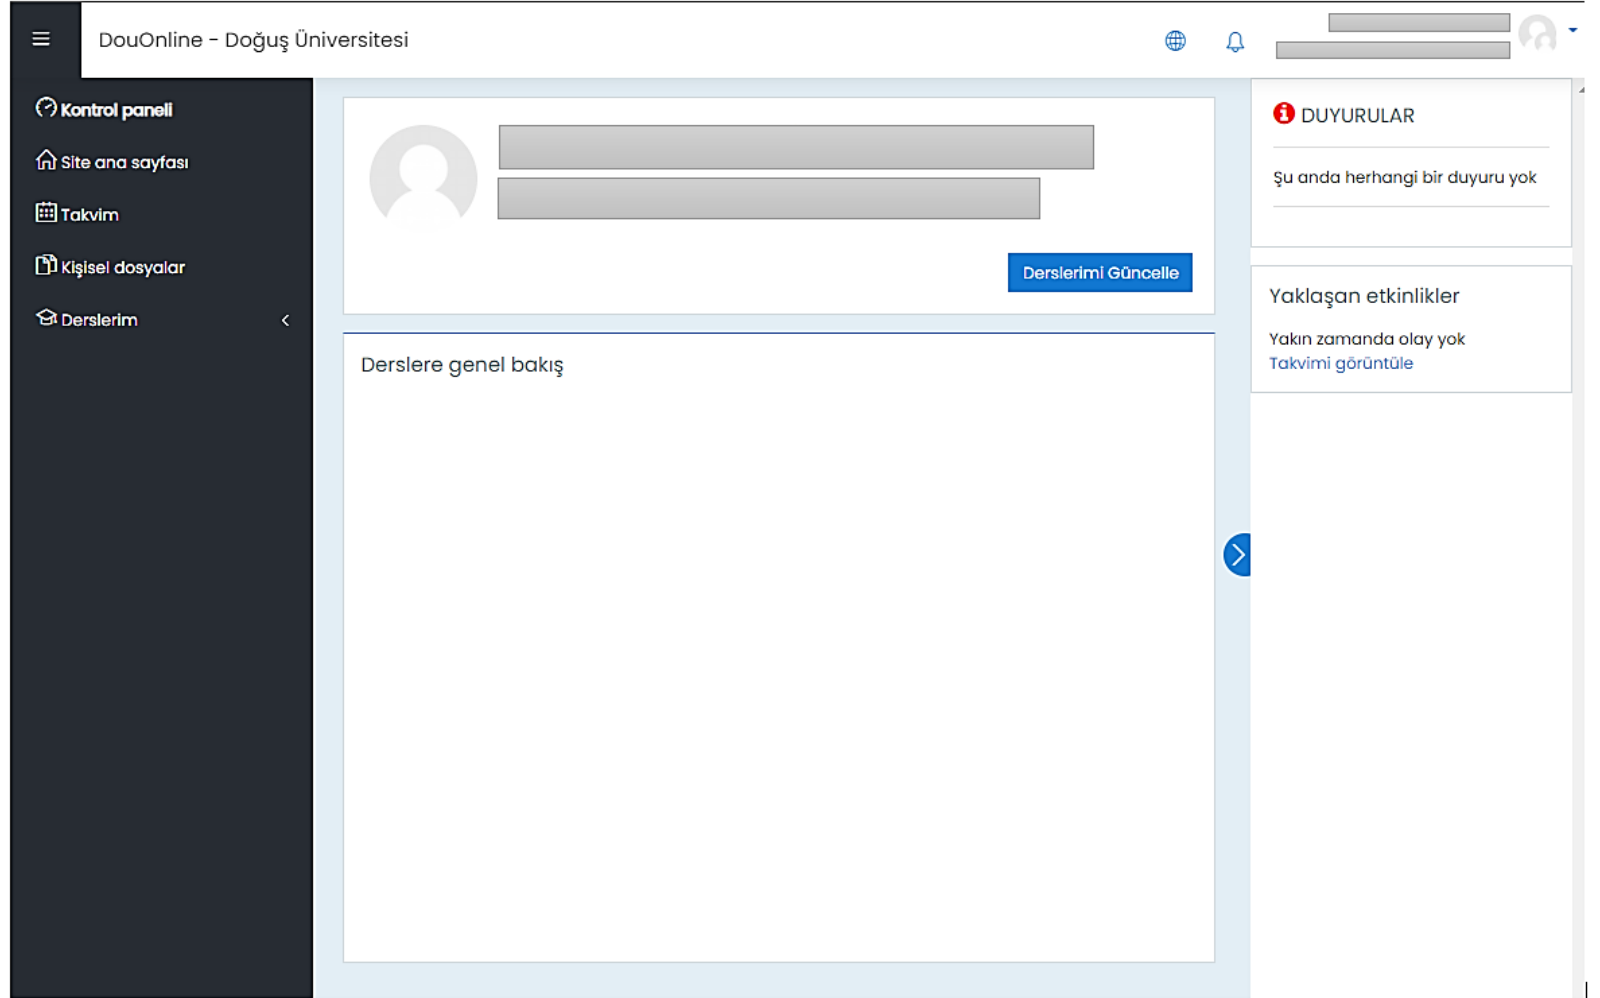 DouOnline - Doğuş Üniversitesi
Kontrol paneli
Site ana sayfası
Takvim
Kişisel dosyalar
Derslerim
Derslerimi Güncelle
Derslere genel bakış
DUYURULAR
Şu anda herhangi bir duyuru yok
Yaklaşan etkinlikler
Yakın zamanda olay yok
Takvimi görüntüle